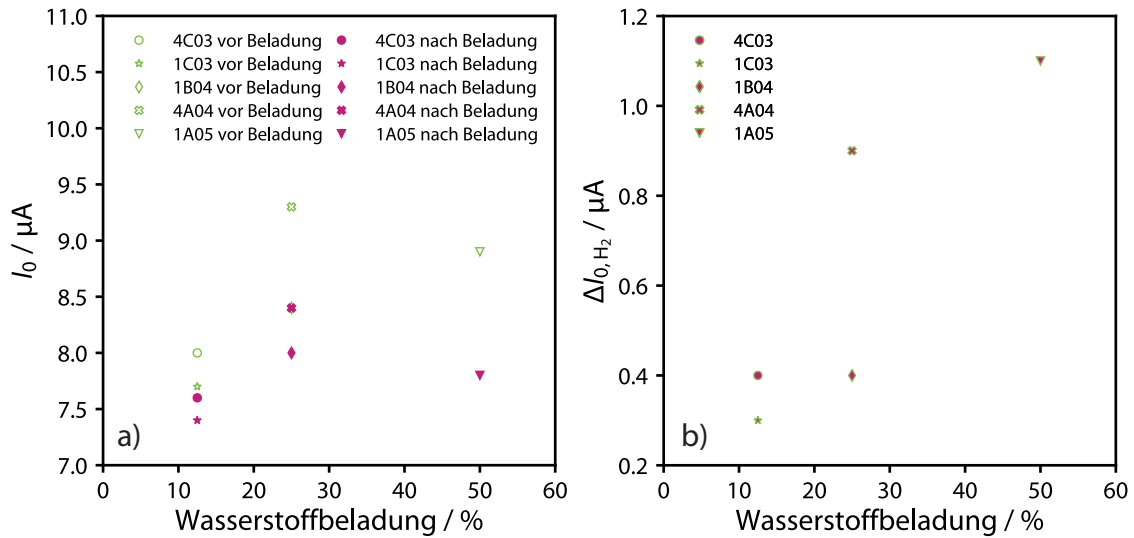 11.0
10.5
10.0
9.5
9.0
8.5
8.0
7.5
7.0
I₀ / µA
4C03 vor Beladung
1C03 vor Beladung
1B04 vor Beladung
4A04 vor Beladung
1A05 vor Beladung
4C03 nach Beladung
1C03 nach Beladung
1B04 nach Beladung
4A04 nach Beladung
1A05 nach Beladung
a)
0 10 20 30 40 50 60
Wasserstoffbeladung / %
1.2
1.0
0.8
0.6
0.4
0.2
ΔI₀,H₂ / µA
4C03
1C03
1B04
4A04
1A05
b)
0 10 20 30 40 50 60
Wasserstoffbeladung / %